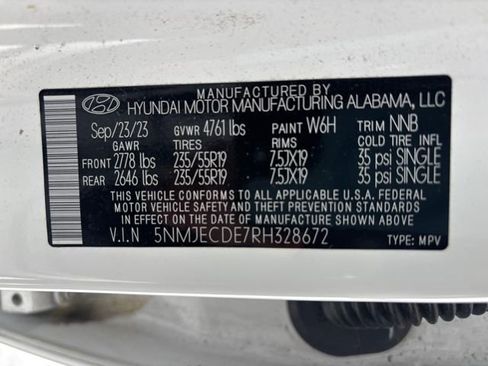 MANUFACTURED BY
HYUNDAI MOTOR MANUFACTURING ALABAMA, LLC
Sep/23/23 GVWR 4761 lbs PAINT W6H TRIM NNB
GAWR TIRES RIMS COLD TIRE INFL
FRONT 2778 lbs 235/55R19 7.5JX19 35 psi SINGLE
REAR 2646 lbs 235/55R19 7.5JX19 35 psi SINGLE
THIS VEHICLE CONFORMS TO ALL APPLICABLE U.S.A. FEDERAL
MOTOR VEHICLE SAFETY AND BUMPER STANDARDS
IN EFFECT ON THE DATE OF MANUFACTURE SHOWN ABOVE
V.I.N 5NMJECDE7RH328672 TYPE: MPV